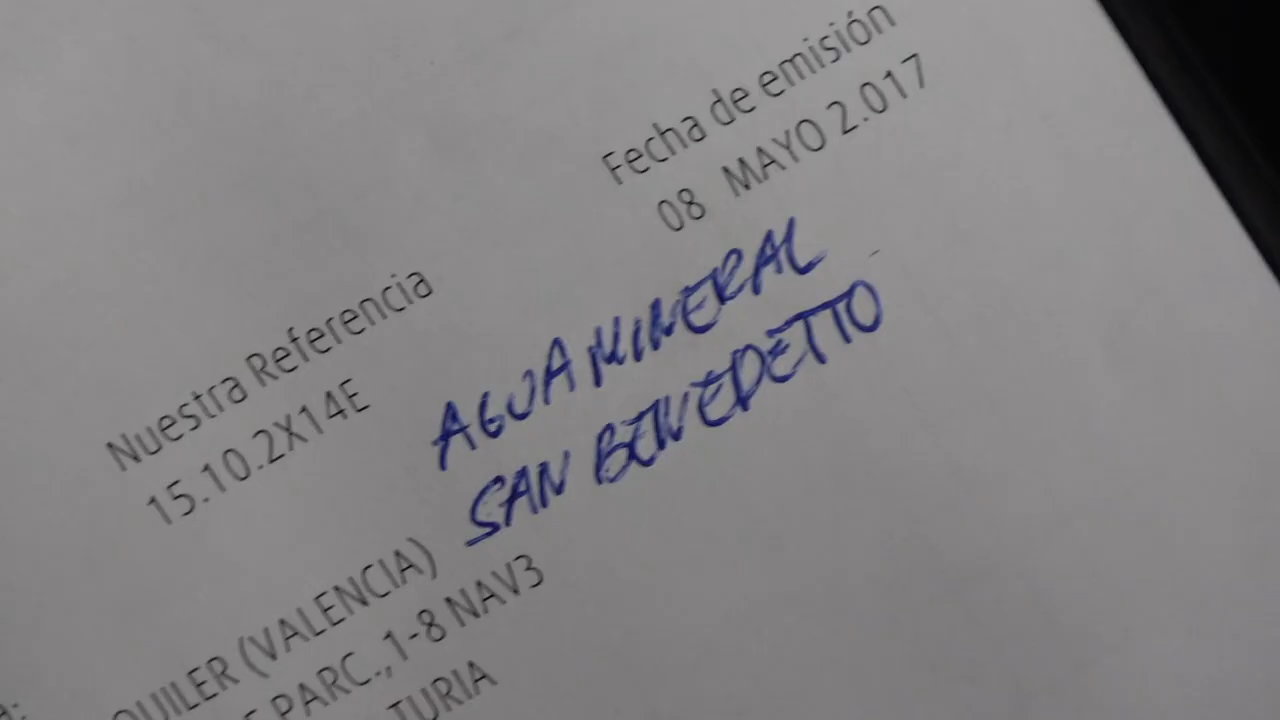 Fecha de emisión
08 MAYO 2.017
Nuestra Referencia
15.10.2X14E
AGUA MINERAL
SAN BENEDETTO
(VALENCIA)
PARC.,1-8 NAV3
TURIA